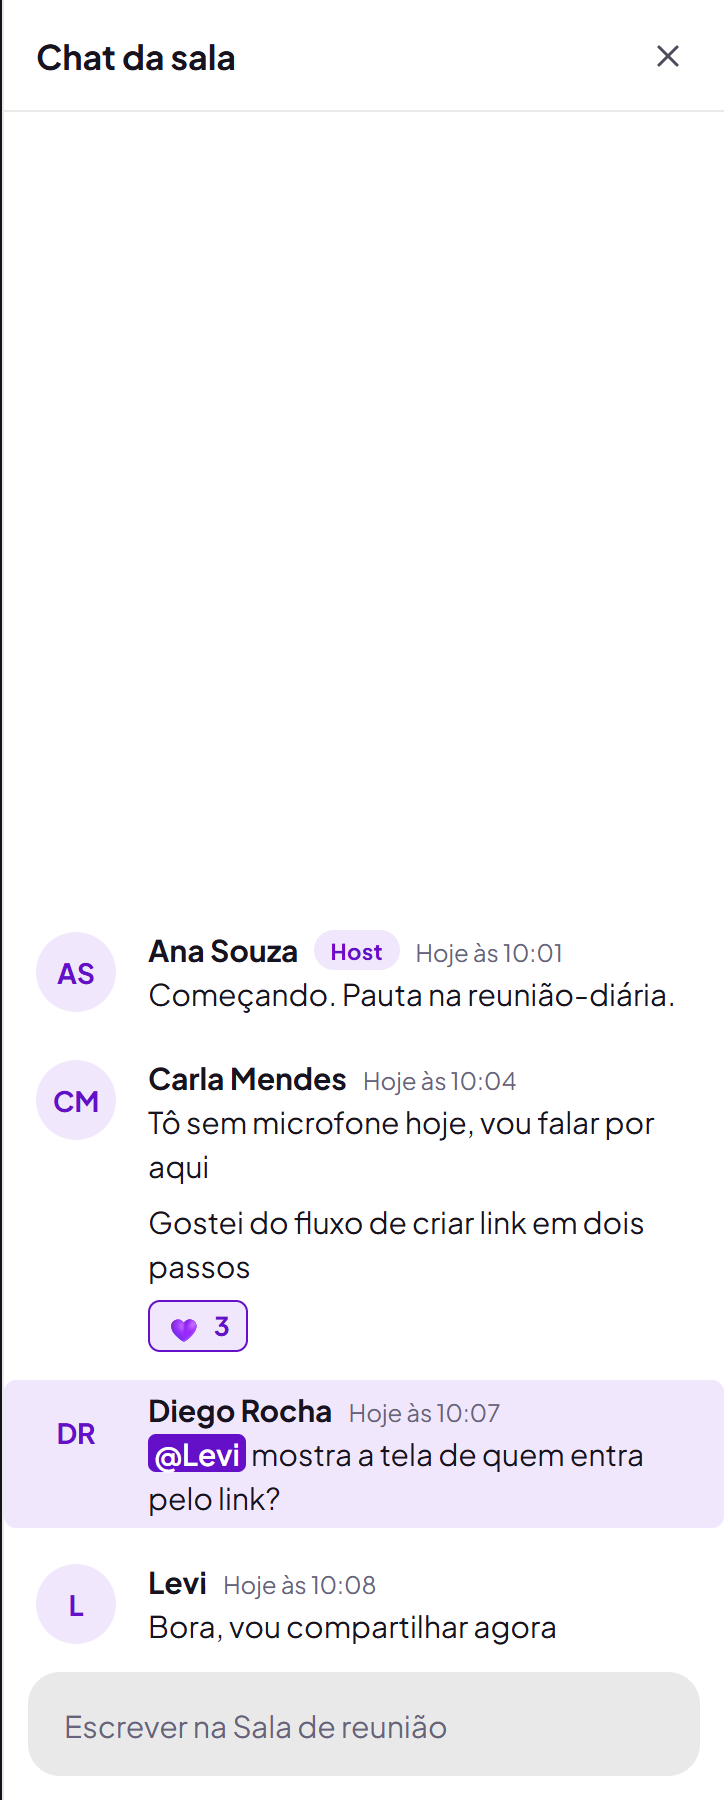 Chat da sala
AS
Ana Souza Host Hoje às 10:01
Começando. Pauta na reunião-diária.
CM
Carla Mendes Hoje às 10:04
Tô sem microfone hoje, vou falar por
aqui
Gostei do fluxo de criar link em dois
passos
💜 3
DR
Diego Rocha Hoje às 10:07
@Levi mostra a tela de quem entra
pelo link?
L
Levi Hoje às 10:08
Bora, vou compartilhar agora
Escrever na Sala de reunião